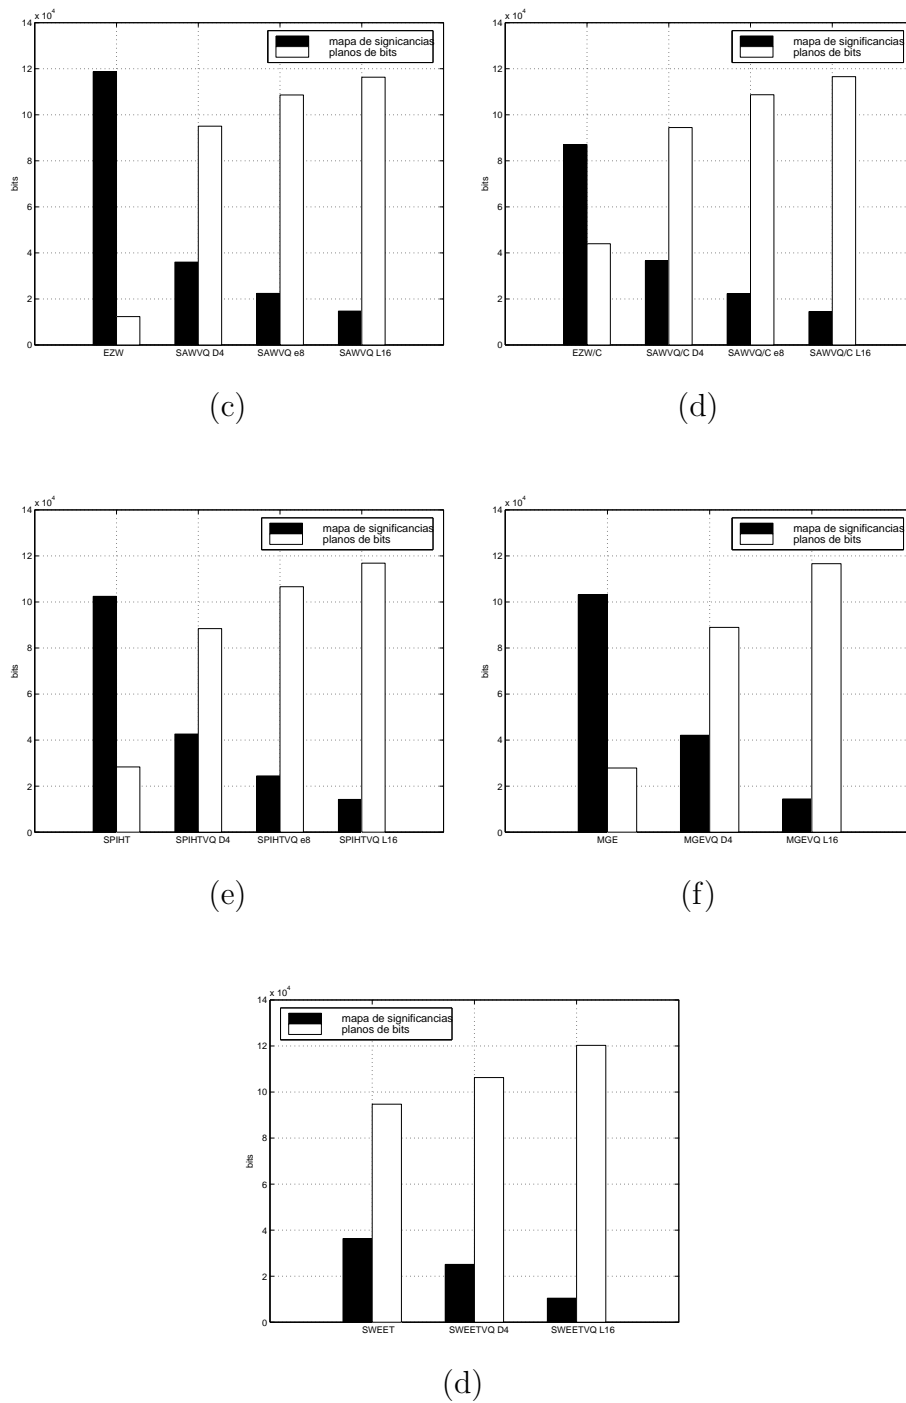 x 10^4
14
mapa de significancias
planos de bits
12
10
8
bits
6
4
2
0
EZW SAWVQ D4 SAWVQ e8 SAWVQ L16
(c)
x 10^4
14
mapa de significancias
planos de bits
12
10
8
bits
6
4
2
0
EZW/C SAWVQ/C D4 SAWVQ/C e8 SAWVQ/C L16
(d)
x 10^4
14
mapa de significancias
planos de bits
12
10
8
bits
6
4
2
0
SPIHT SPIHTVQ D4 SPIHTVQ e8 SPIHTVQ L16
(e)
x 10^4
14
mapa de significancias
planos de bits
12
10
8
bits
6
4
2
0
MGE MGEVQ D4 MGEVQ L16
(f)
x 10^4
14
mapa de significancias
planos de bits
12
10
8
bits
6
4
2
0
SWEET SWEETVQ D4 SWEETVQ L16
(d)